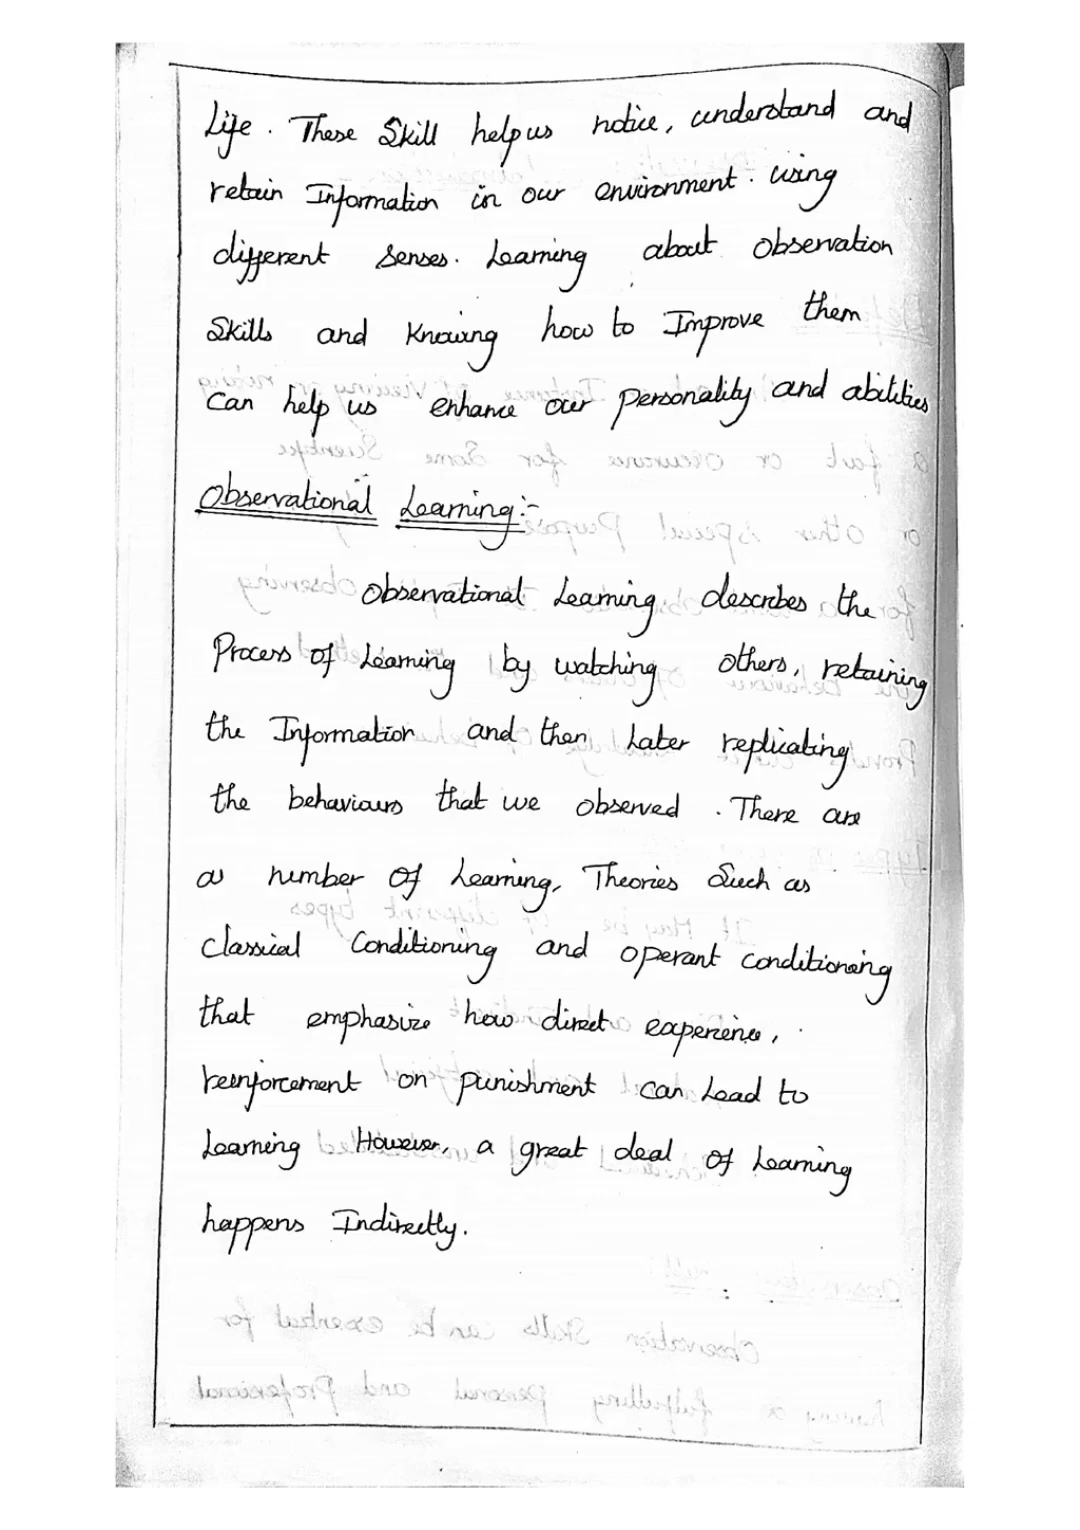 Life. These Skill help us notice, understand and
retain Information in our environment. using
different senses. Learning about observation
Skills and Knowing how to Improve them
can help us enhance our personality and abilities
Observational Learning:-
Observational Learning describes the
Process of Learning by watching others, retaining
the Information and then Later replicating
the behaviours that we observed. There are
a number of Learning, Theories Such as
classical Conditioning and operant conditioning
that emphasize how direct experience,
reinforcement on punishment can Lead to
Learning However, a great deal of Learning
happens Indirectly.